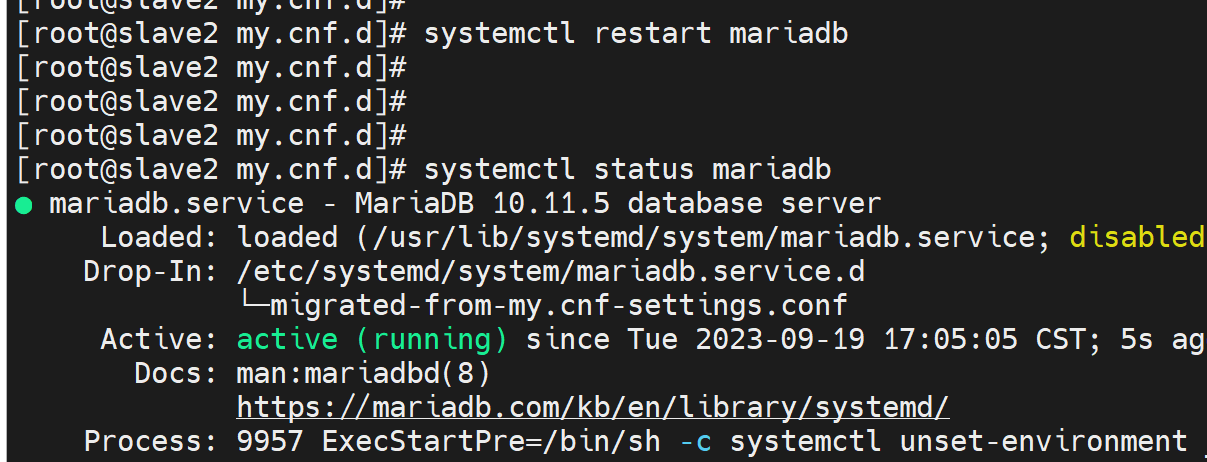 [root@slave2 my.cnf.d]#
[root@slave2 my.cnf.d]# systemctl restart mariadb
[root@slave2 my.cnf.d]#
[root@slave2 my.cnf.d]#
[root@slave2 my.cnf.d]#
[root@slave2 my.cnf.d]# systemctl status mariadb
● mariadb.service - MariaDB 10.11.5 database server
Loaded: loaded (/usr/lib/systemd/system/mariadb.service; disabled
Drop-In: /etc/systemd/system/mariadb.service.d
└─migrated-from-my.cnf-settings.conf
Active: active (running) since Tue 2023-09-19 17:05:05 CST; 5s ag
Docs: man:mariadbd(8)
https://mariadb.com/kb/en/library/systemd/
Process: 9957 ExecStartPre=/bin/sh -c systemctl unset-environment